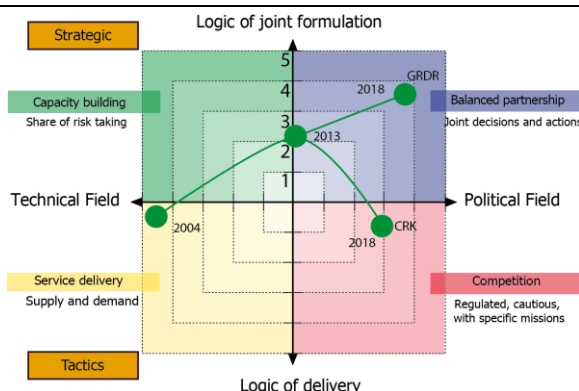 Logic of joint formulation
Strategic
5
GRDR
2018
4
Capacity building
Balanced partnership
Share of risk taking
Joint decisions and actions
3
2013
2
1
Technical Field
Political Field
2004
CRK
2018
Service delivery
Competition
Supply and demand
Regulated, cautious,
with specific missions
Tactics
Logic of delivery